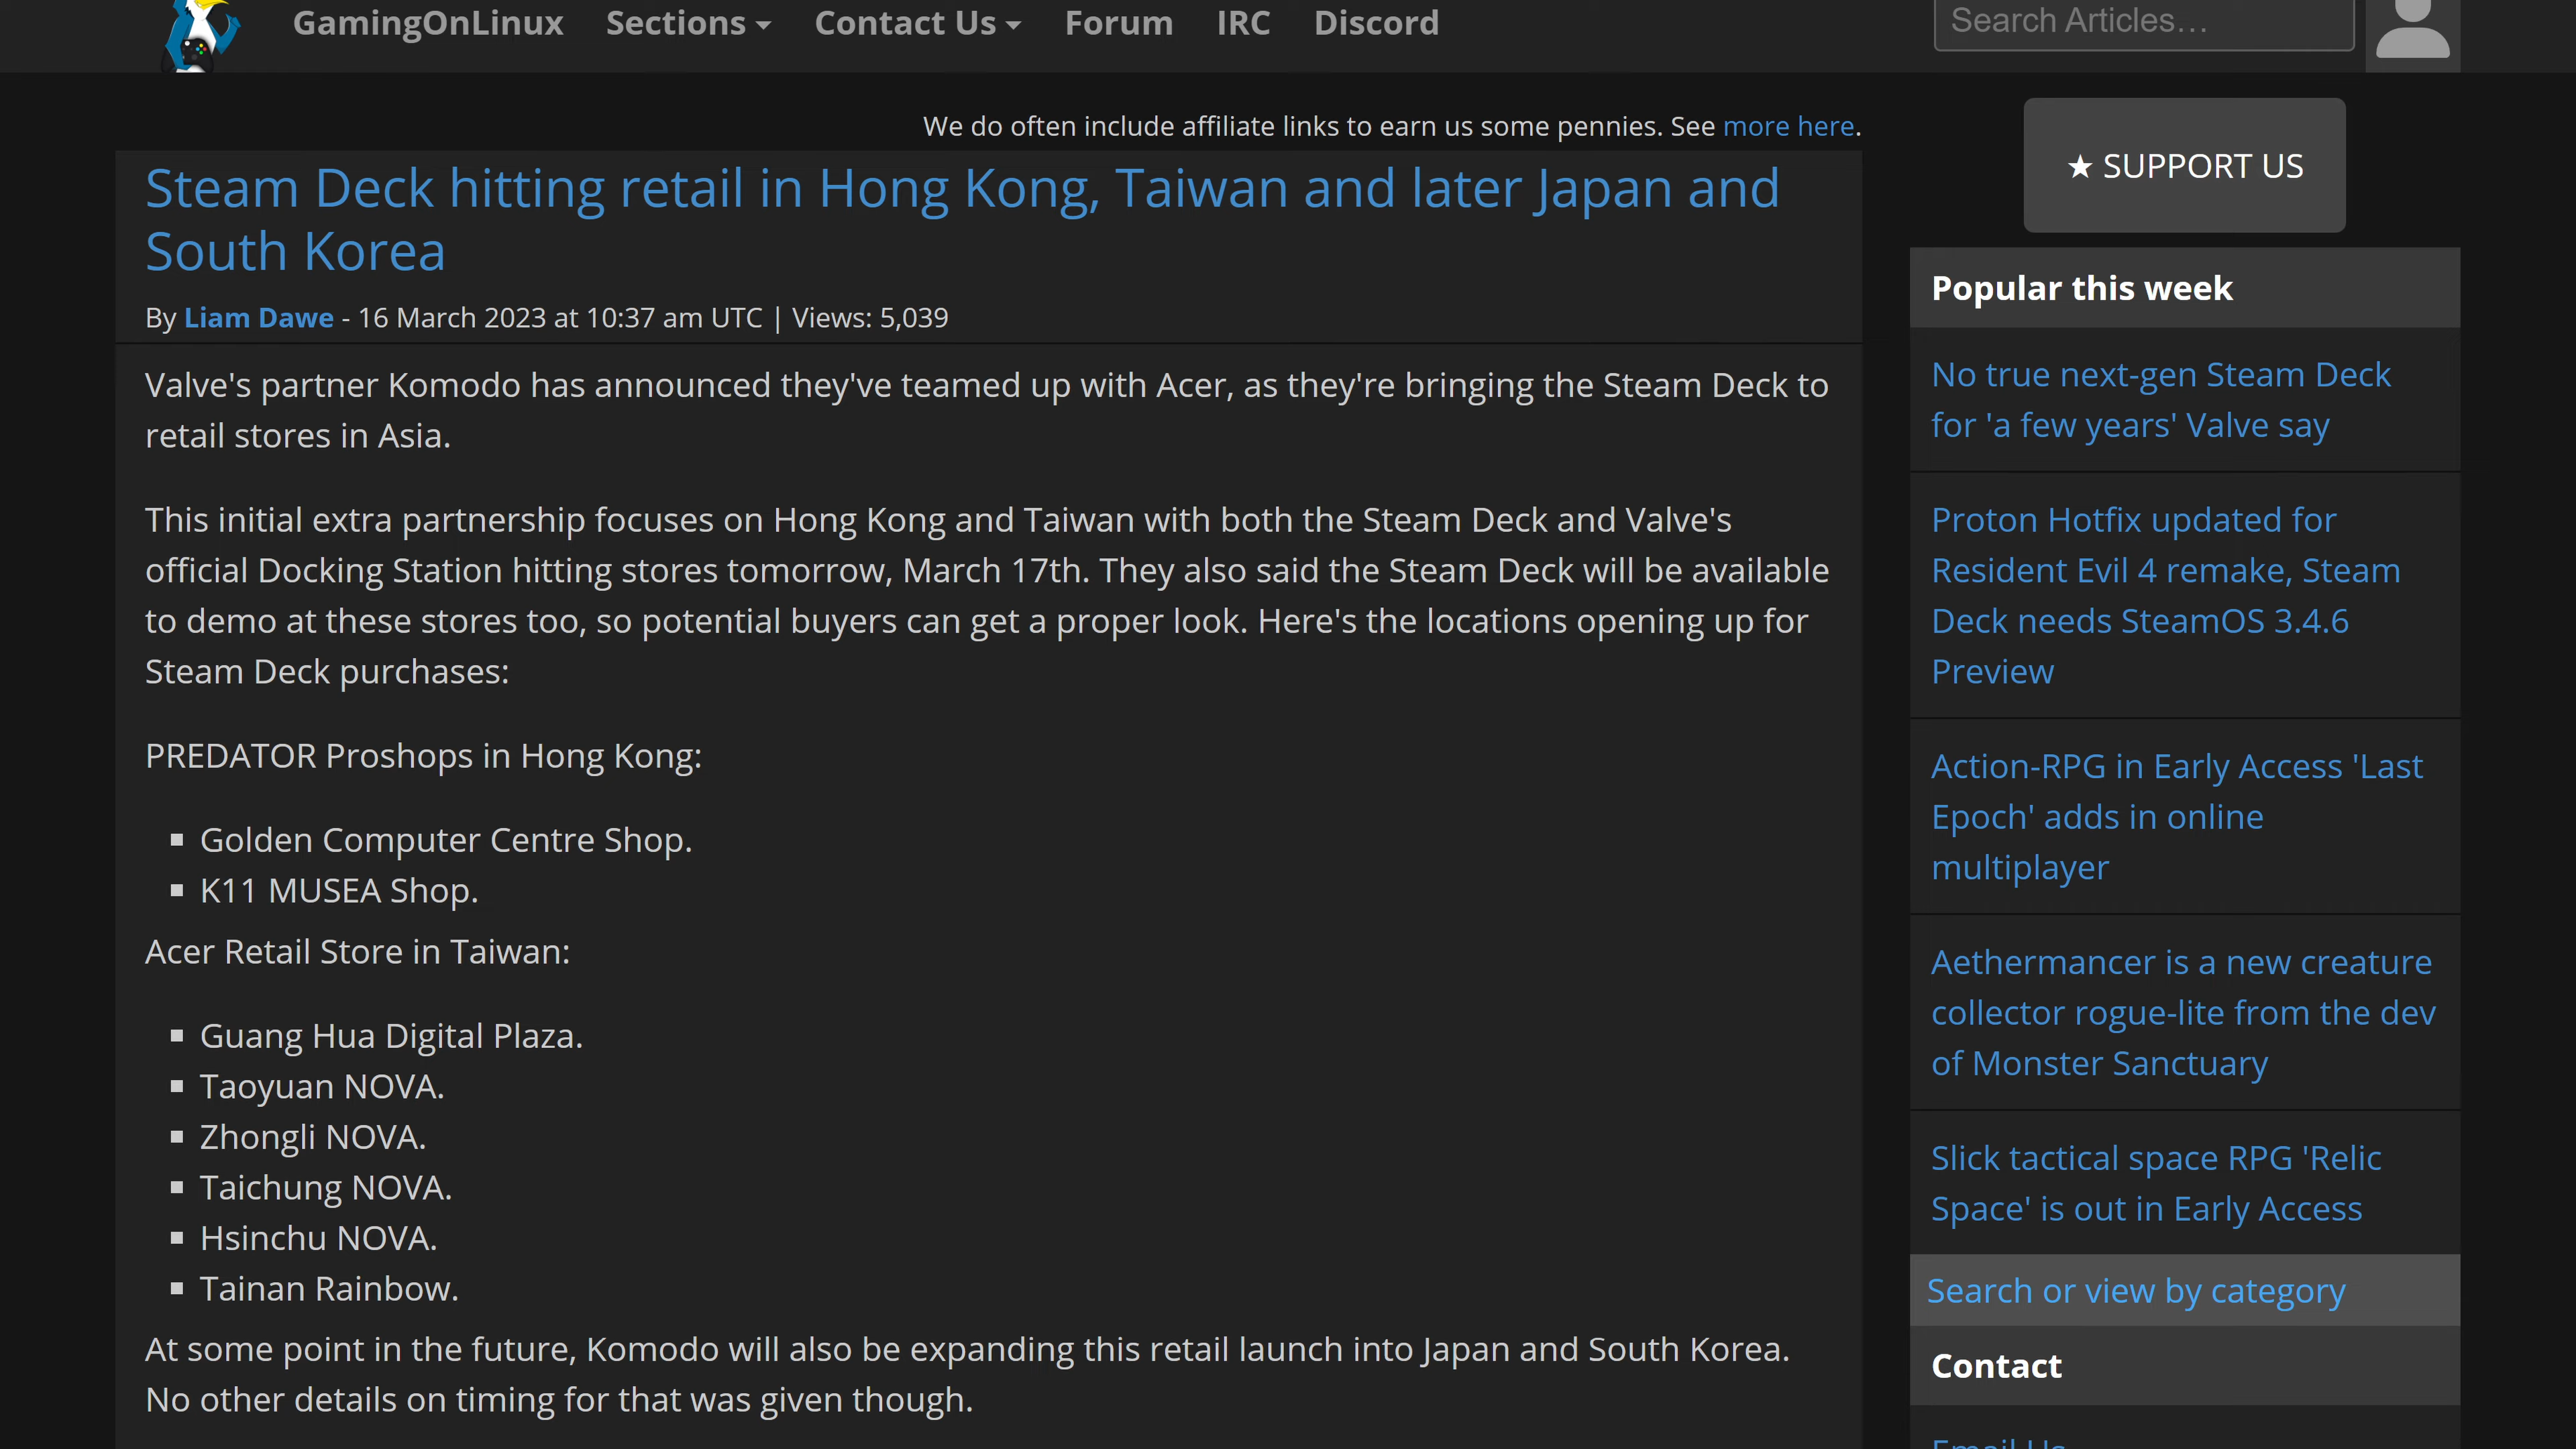 GamingOnLinux Sections Contact Us Forum IRC Discord Search Articles...
We do often include affiliate links to earn us some pennies. See more here.
★ SUPPORT US
Steam Deck hitting retail in Hong Kong, Taiwan and later Japan and
South Korea
By Liam Dawe - 16 March 2023 at 10:37 am UTC | Views: 5,039
Valve's partner Komodo has announced they've teamed up with Acer, as they're bringing the Steam Deck to
retail stores in Asia.
This initial extra partnership focuses on Hong Kong and Taiwan with both the Steam Deck and Valve's
official Docking Station hitting stores tomorrow, March 17th. They also said the Steam Deck will be available
to demo at these stores too, so potential buyers can get a proper look. Here's the locations opening up for
Steam Deck purchases:
PREDATOR Proshops in Hong Kong:
Golden Computer Centre Shop.
K11 MUSEA Shop.
Acer Retail Store in Taiwan:
Guang Hua Digital Plaza.
Taoyuan NOVA.
Zhongli NOVA.
Taichung NOVA.
Hsinchu NOVA.
Tainan Rainbow.
At some point in the future, Komodo will also be expanding this retail launch into Japan and South Korea.
No other details on timing for that was given though.
Popular this week
No true next-gen Steam Deck
for 'a few years' Valve say
Proton Hotfix updated for
Resident Evil 4 remake, Steam
Deck needs SteamOS 3.4.6
Preview
Action-RPG in Early Access 'Last
Epoch' adds in online
multiplayer
Aethermancer is a new creature
collector rogue-lite from the dev
of Monster Sanctuary
Slick tactical space RPG 'Relic
Space' is out in Early Access
Search or view by category
Contact
Email Us